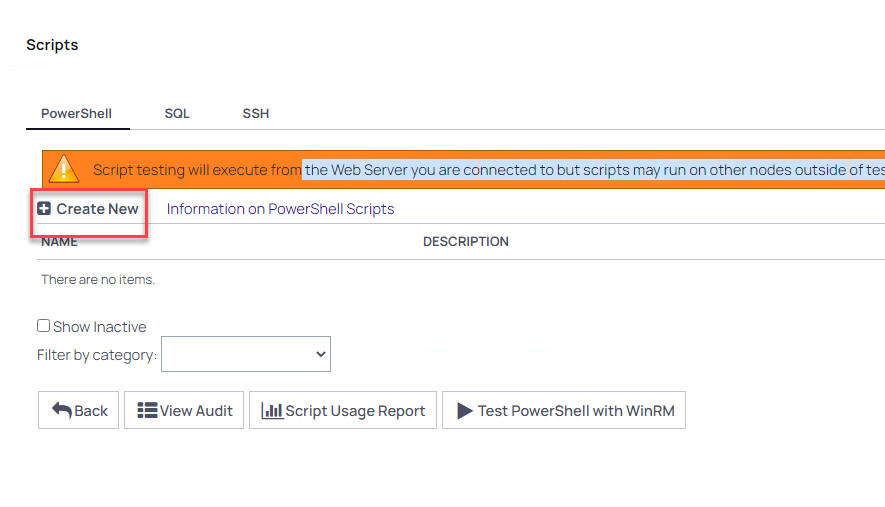 Scripts
PowerShell SQL SSH
Script testing will execute from the Web Server you are connected to but scripts may run on other nodes outside of
Create New Information on PowerShell Scripts
NAME DESCRIPTION
There are no items.
Show Inactive
Filter by category:
Back View Audit Script Usage Report Test PowerShell with WinRM